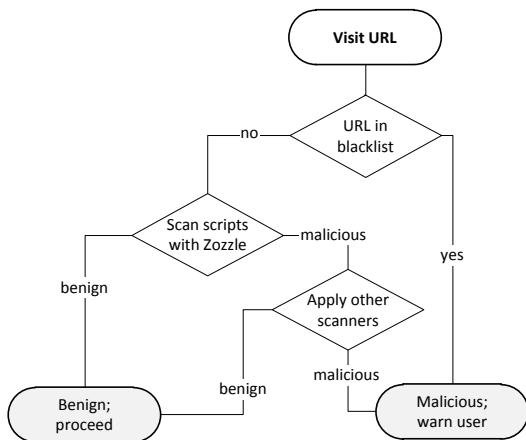 Visit URL
URL in
blacklist
no
yes
Scan scripts
with Zozzle
malicious
benign
Apply other
scanners
benign
malicious
Benign;
proceed
Malicious;
warn user